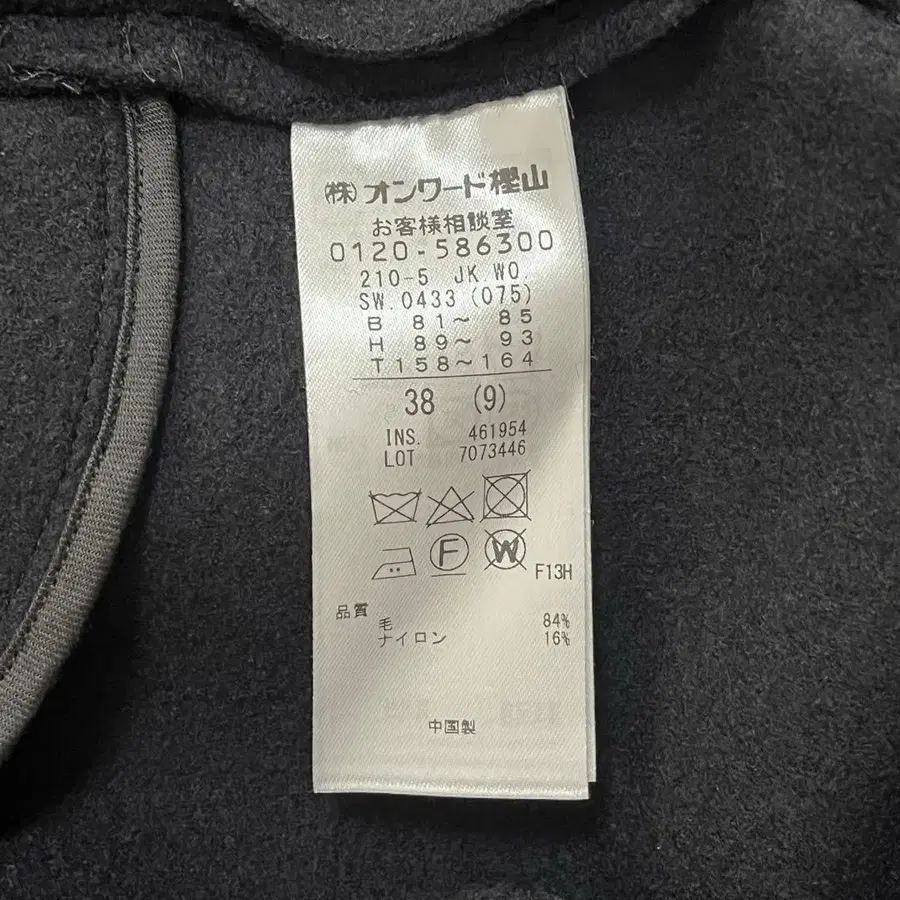 (株)オンワード樫山
お客様相談室
0120-586300
210-5 JK WO.
SW.0433 (075)
B 81～ 85
H 89～ 93
T158～164
38 (9)
INS. 461954
LOT 7073446
F
W
F13H
品質
毛 84%
ナイロン 16%
中国製